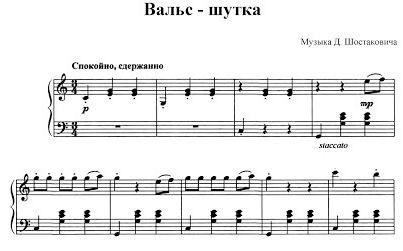 Вальс - шутка
Музыка Д. Шостаковича
Спокойно, сдержанно
p
mp
staccato